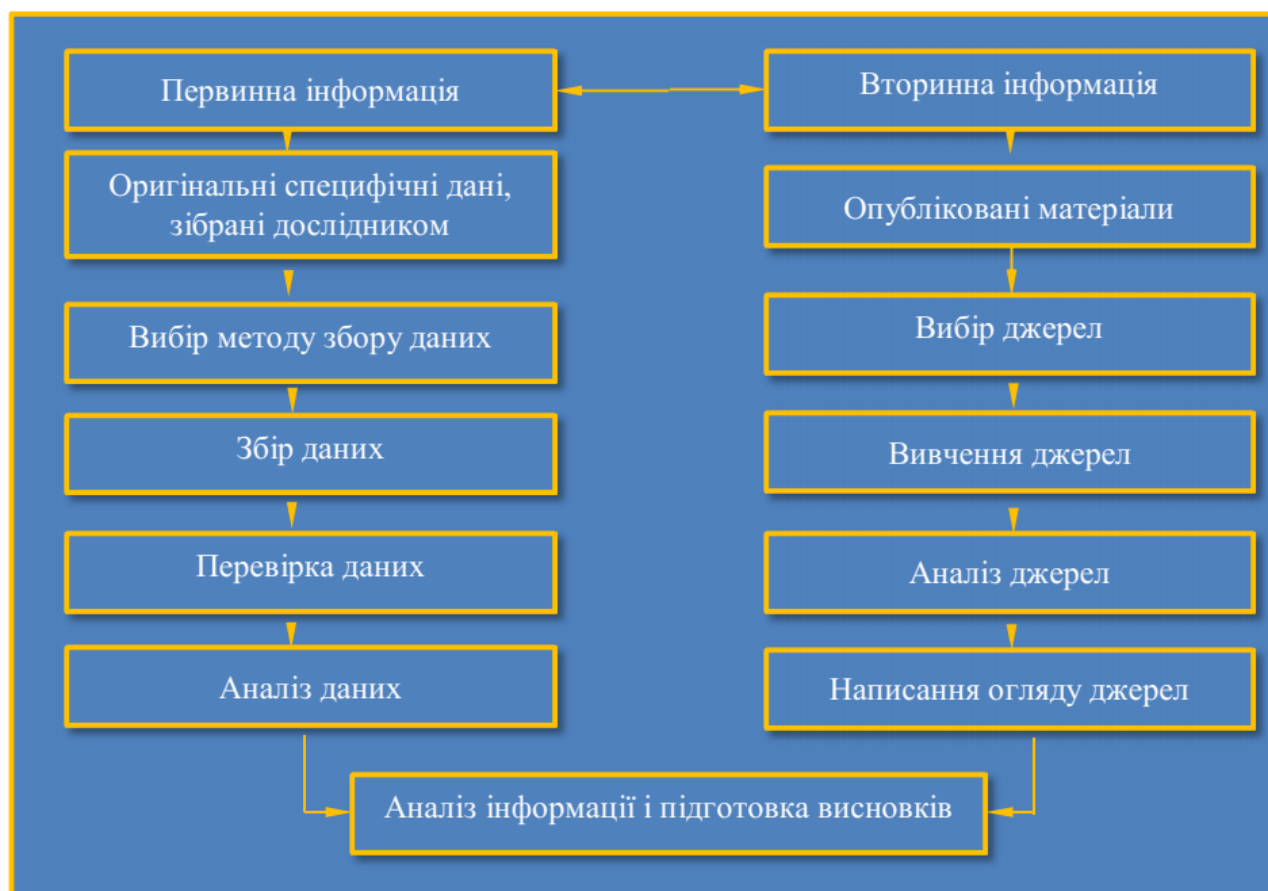 Первинна інформація
Вторинна інформація
Оригінальні специфічні дані,
зібрані дослідником
Опубліковані матеріали
Вибір методу збору даних
Вибір джерел
Збір даних
Вивчення джерел
Перевірка даних
Аналіз джерел
Аналіз даних
Написання огляду джерел
Аналіз інформації і підготовка висновків